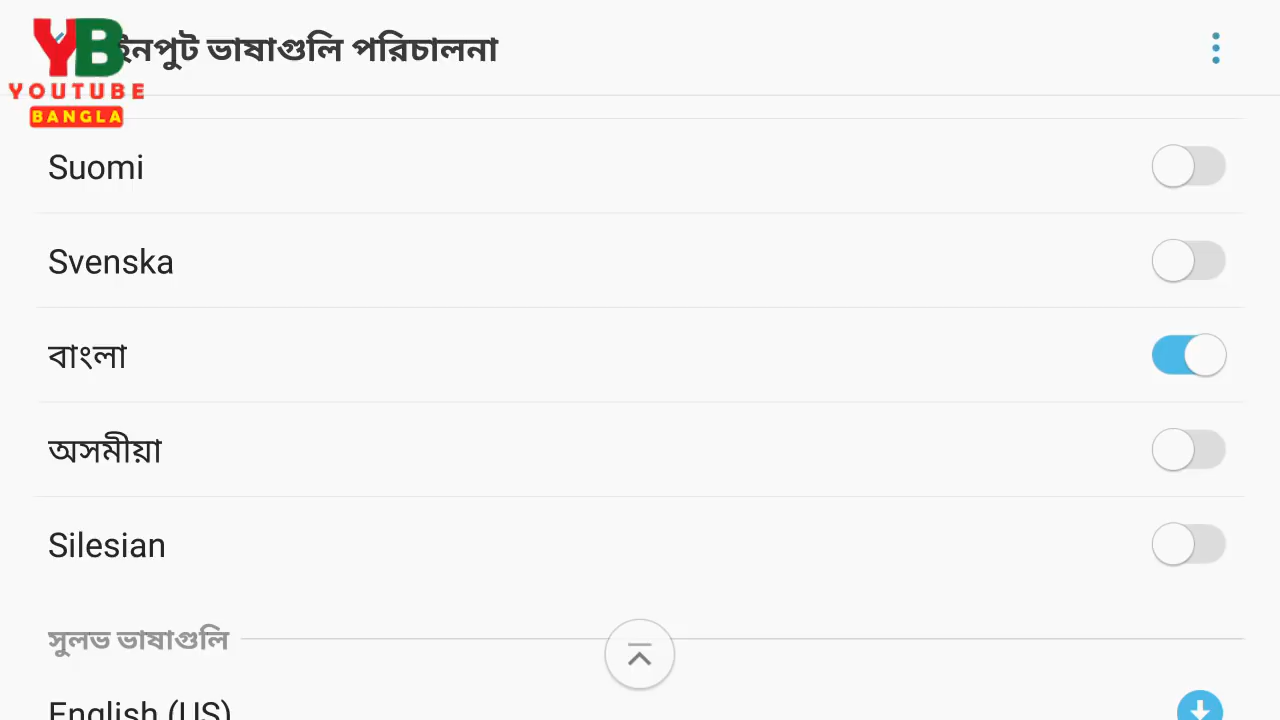 YB
YOUTUBE
BANGLA
ইনপুট ভাষাগুলি পরিচালনা
Suomi
Svenska
বাংলা
অসমীয়া
Silesian
সুলভ ভাষাগুলি
English (US)